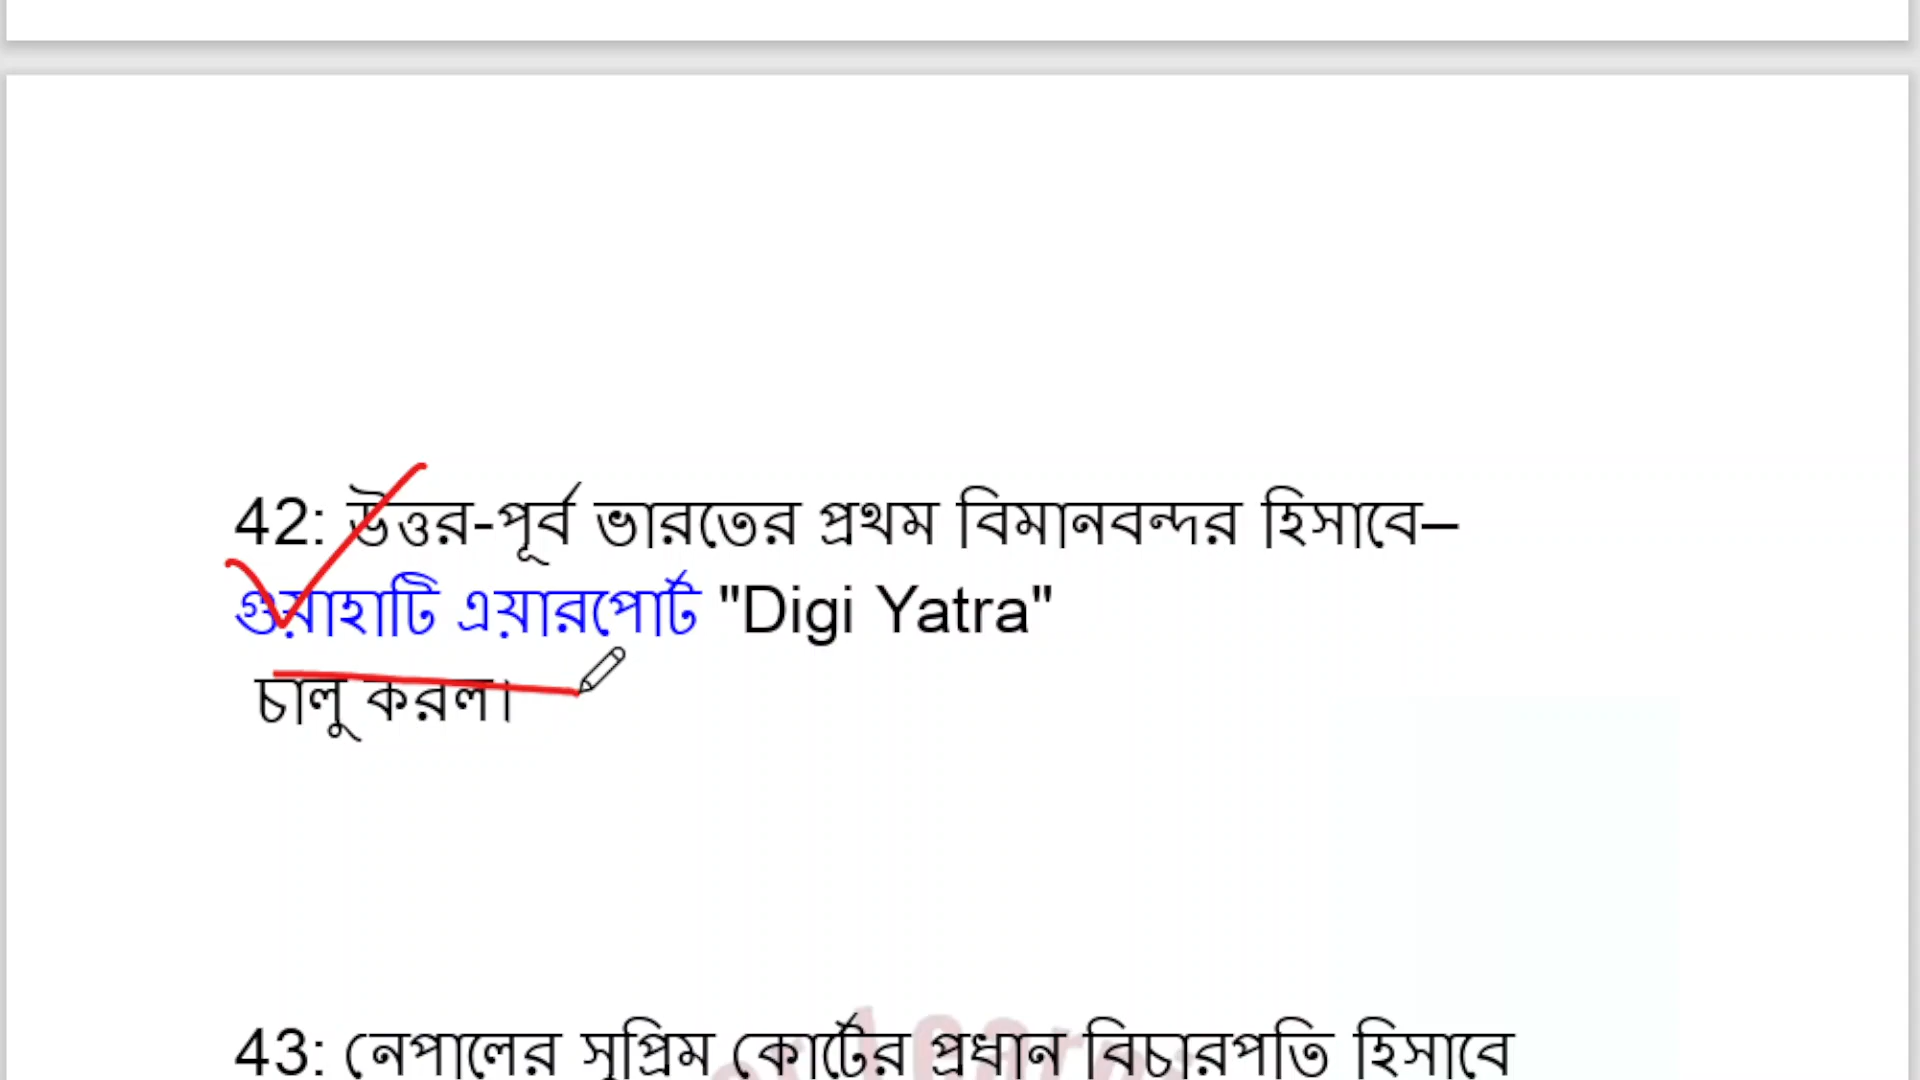 42: উত্তর-পূর্ব ভারতের প্রথম বিমানবন্দর হিসাবে–
গুয়াহাটি এয়ারপোর্ট "Digi Yatra"
চালু করল।
43: নেপালের সুপ্রিম কোর্টের প্রধান বিচারপতি হিসাবে